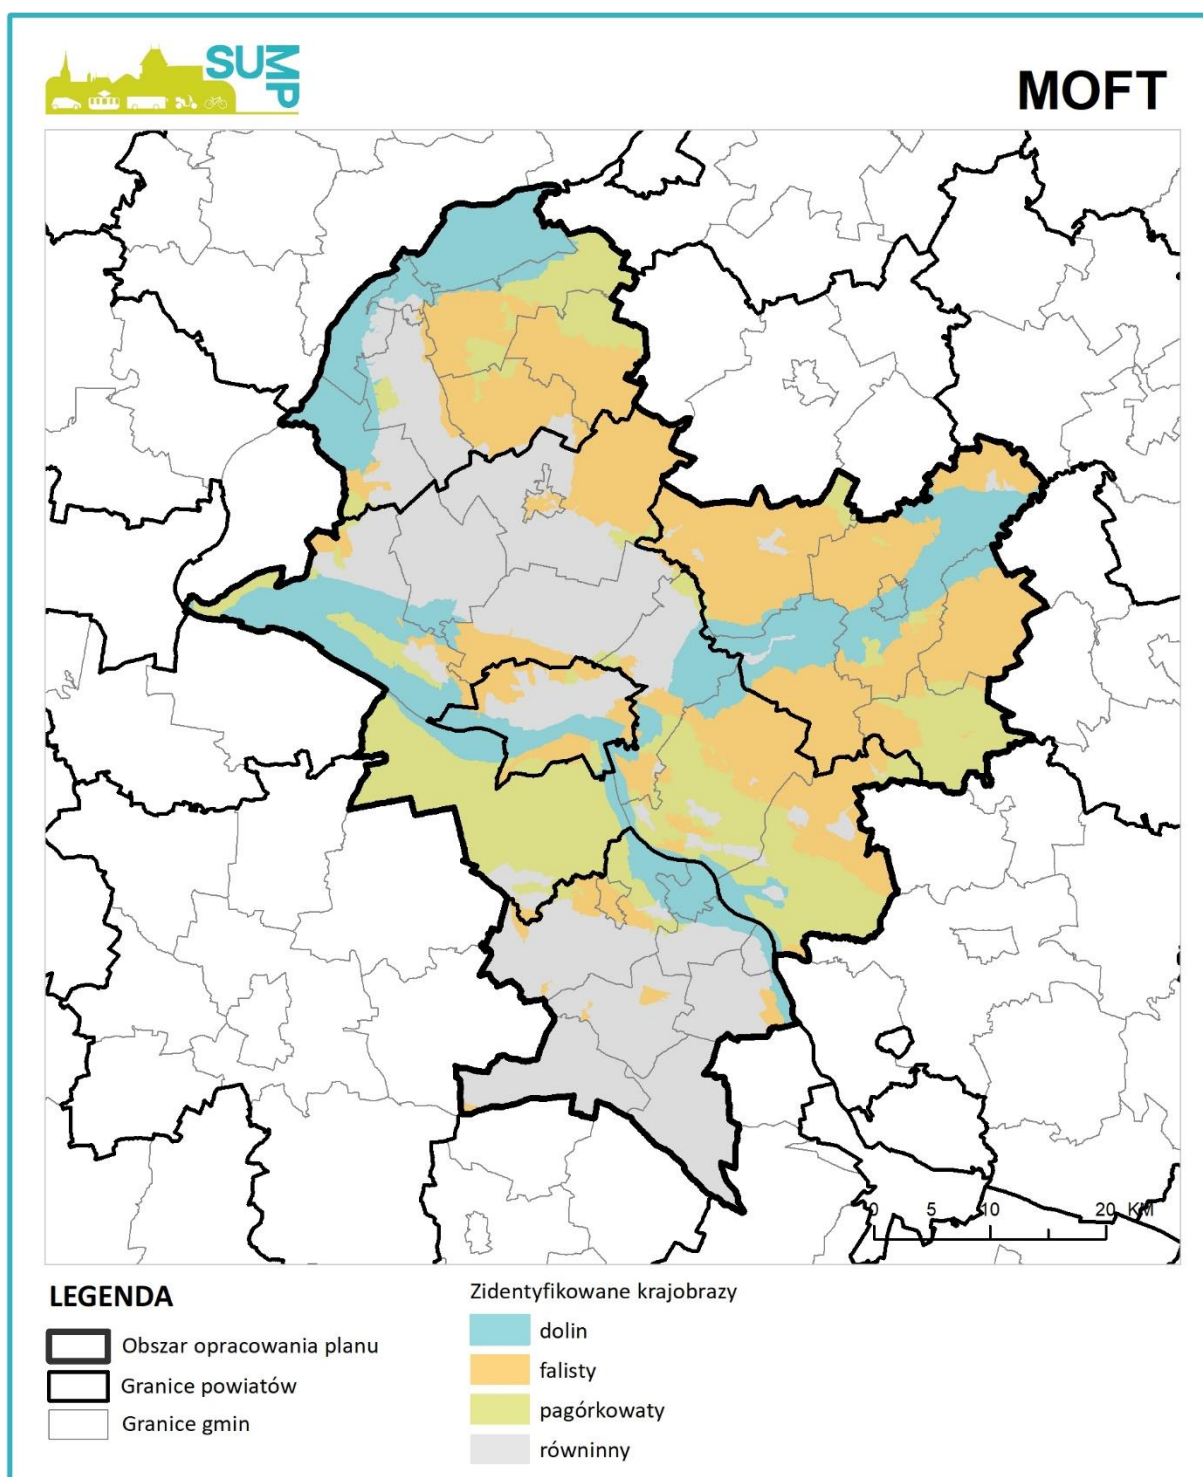 SUMP
MOFT
0 5 10 20 KM
LEGENDA
Obszar opracowania planu
Granice powiatów
Granice gmin
Zidentyfikowane krajobrazy
dolin
falisty
pagórkowaty
równinny